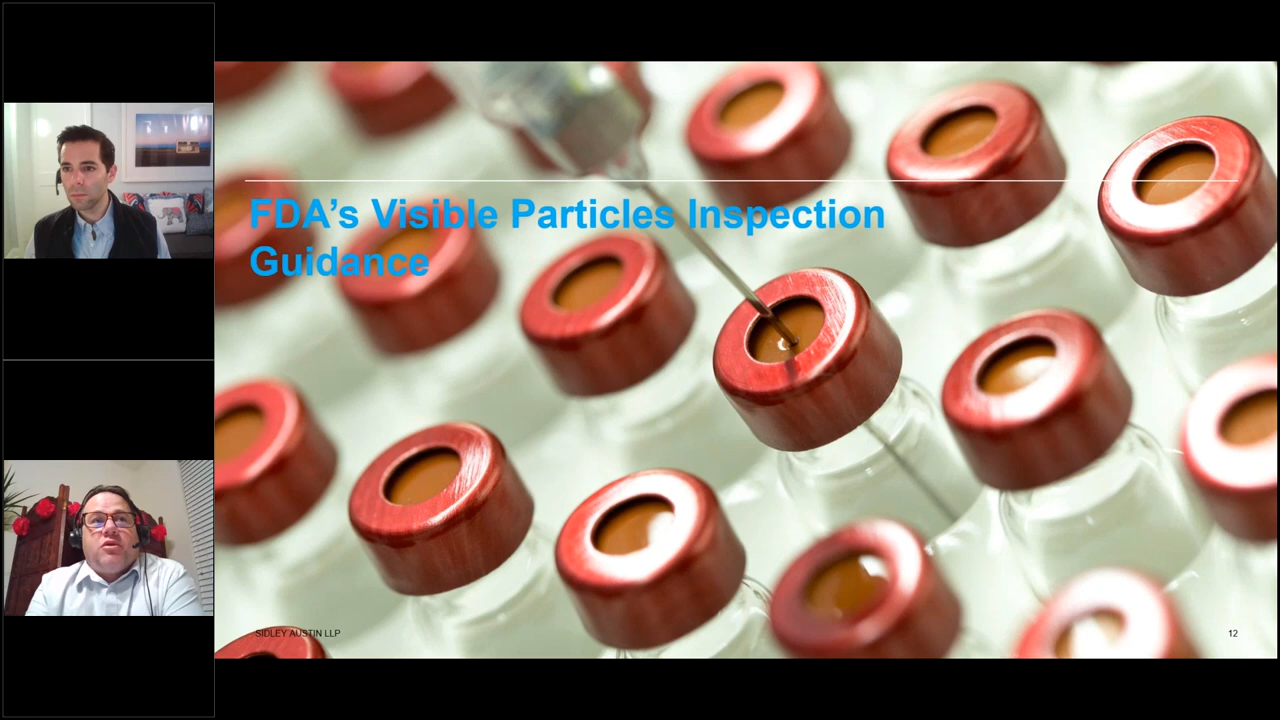 FDA’s Visible Particles Inspection
Guidance
SIDLEY AUSTIN LLP
12